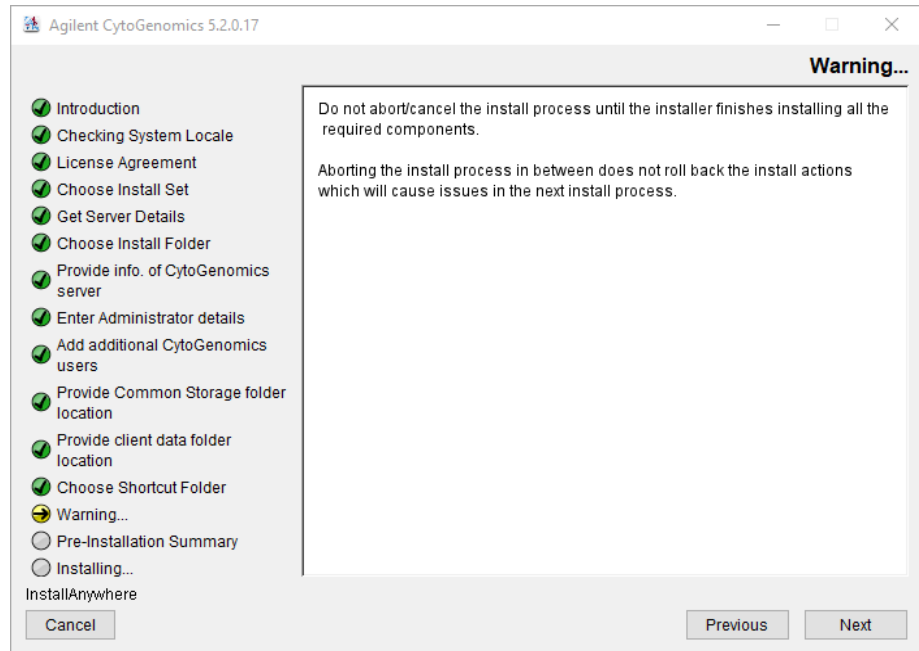 Agilent CytoGenomics 5.2.0.17
Warning...
Introduction
Checking System Locale
License Agreement
Choose Install Set
Get Server Details
Choose Install Folder
Provide info. of CytoGenomics
server
Enter Administrator details
Add additional CytoGenomics
users
Provide Common Storage folder
location
Provide client data folder
location
Choose Shortcut Folder
Warning...
Pre-Installation Summary
Installing...
Do not abort/cancel the install process until the installer finishes installing all the
required components.
Aborting the install process in between does not roll back the install actions
which will cause issues in the next install process.
InstallAnywhere
Cancel
Previous
Next